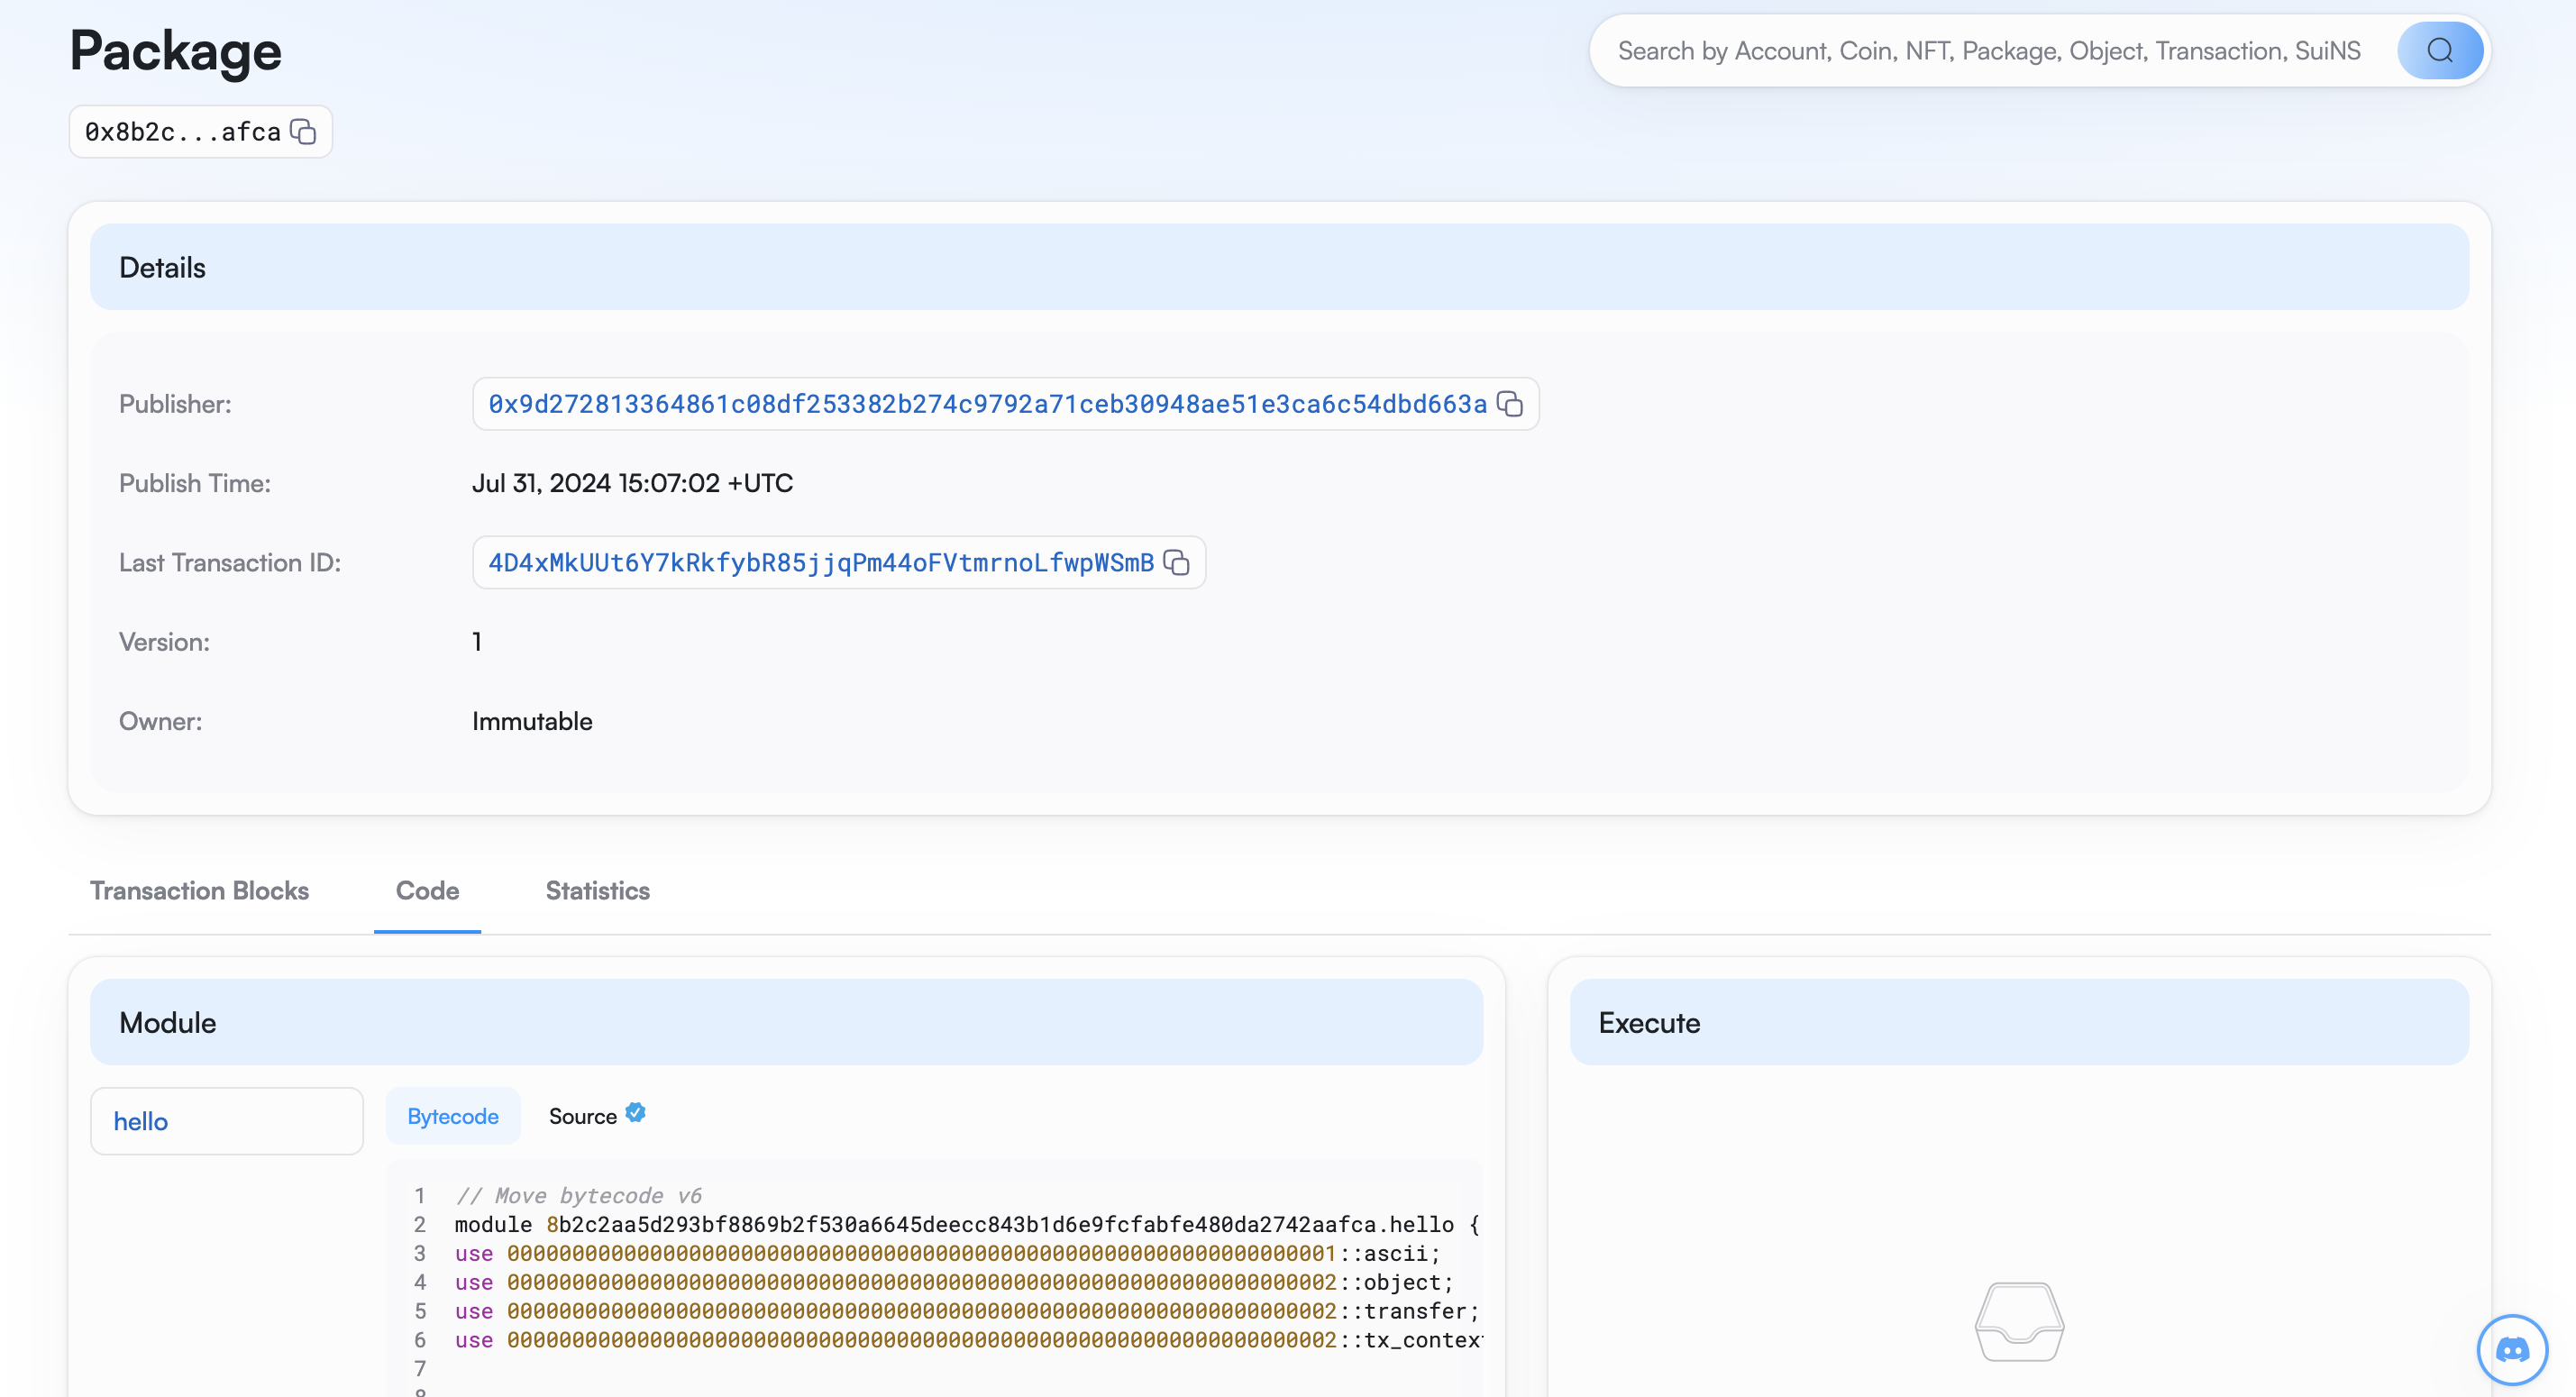 Package
Search by Account, Coin, NFT, Package, Object, Transaction, SuiNS
0x8b2c...afca
Details
Publisher: 0x9d272813364861c08df253382b274c9792a71ceb30948ae51e3ca6c54dbd663a
Publish Time: Jul 31, 2024 15:07:02 +UTC
Last Transaction ID: 4D4xMkUUt6Y7kRkfybR85jjqPm44oFVtmrnoLfwpWSmB
Version: 1
Owner: Immutable
Transaction Blocks Code Statistics
Module
Execute
hello
Bytecode Source
1 // Move bytecode v6
2 module 8b2c2aa5d293bf8869b2f530a6645deecc843b1d6e9fcfabfe480da2742aafca.hello {
3 use 0000000000000000000000000000000000000000000000000000000000000001::ascii;
4 use 0000000000000000000000000000000000000000000000000000000000000002::object;
5 use 0000000000000000000000000000000000000000000000000000000000000002::transfer;
6 use 0000000000000000000000000000000000000000000000000000000000000002::tx_contex
7
8